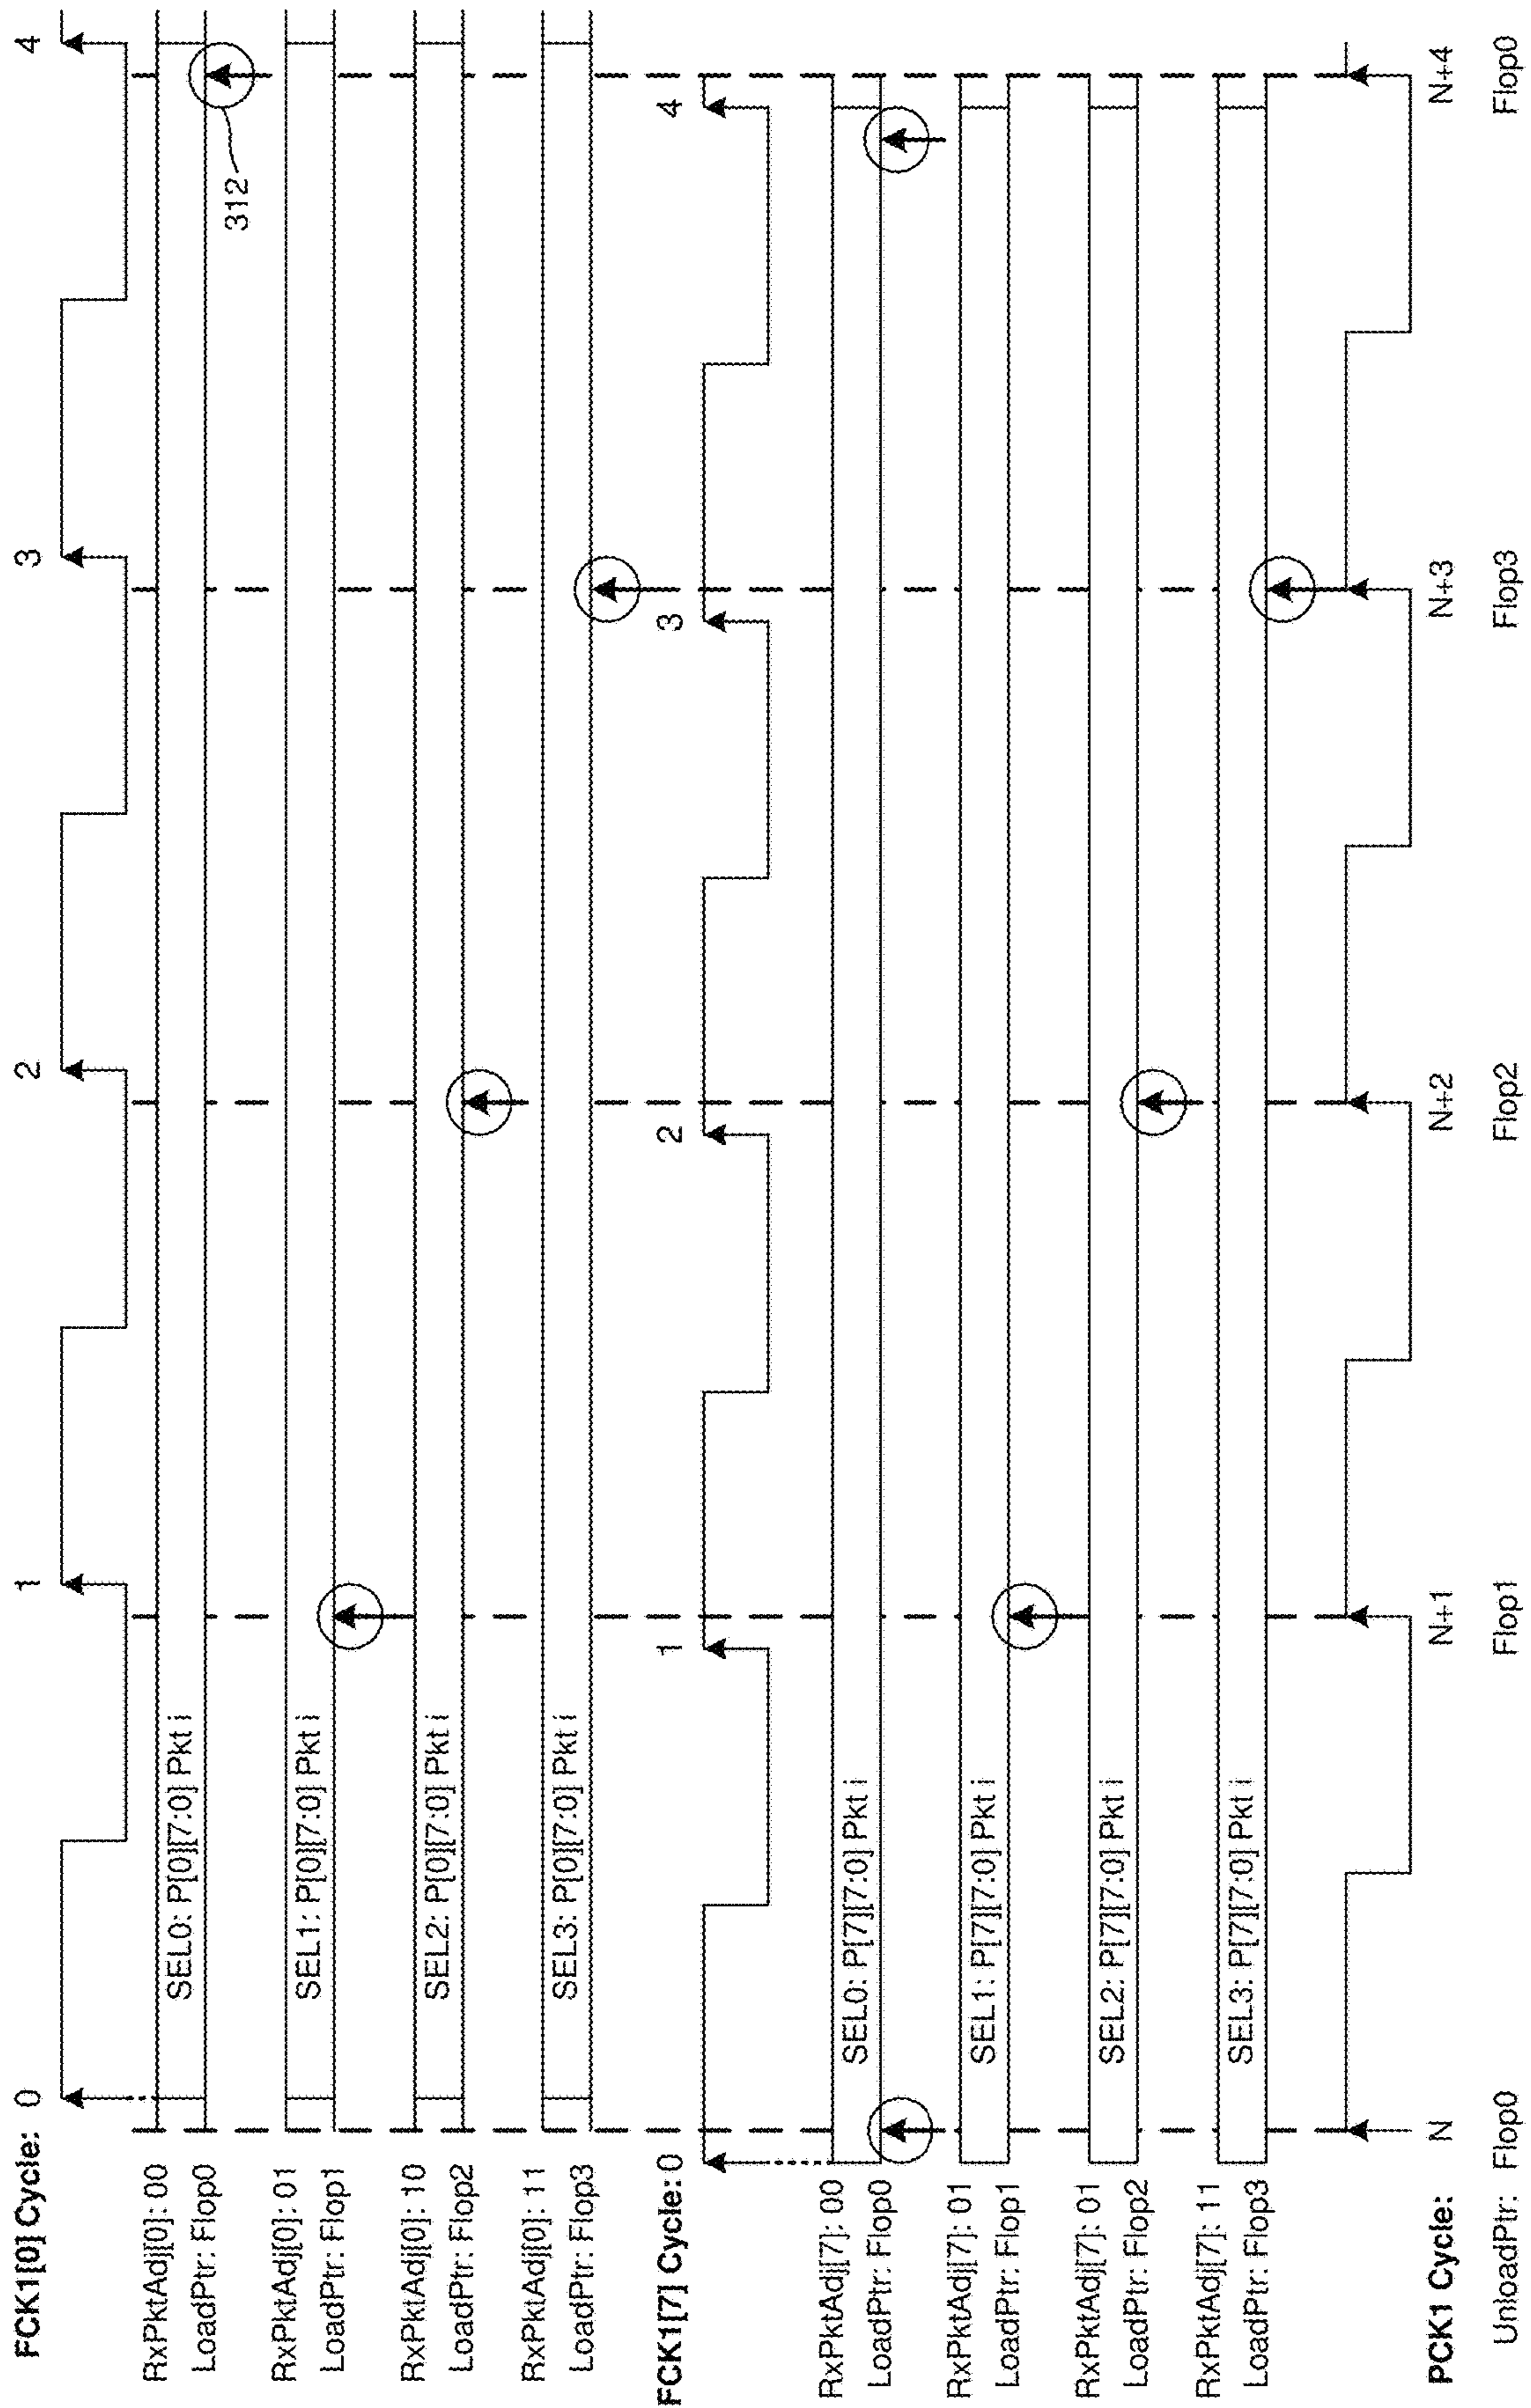 FCK1[0] Cycle: 0 1 2 3 4
RxPktAdj[0]: 00
LoadPtr: Flop0
SEL0: P[0][7:0] Pkt i
312
RxPktAdj[0]: 01
LoadPtr: Flop1
SEL1: P[0][7:0] Pkt i
RxPktAdj[0]: 10
LoadPtr: Flop2
SEL2: P[0][7:0] Pkt i
RxPktAdj[0]: 11
LoadPtr: Flop3
SEL3: P[0][7:0] Pkt i
FCK1[7] Cycle: 0 1 2 3 4
RxPktAdj[7]: 00
LoadPtr: Flop0
SEL0: P[7][7:0] Pkt i
RxPktAdj[7]: 01
LoadPtr: Flop1
SEL1: P[7][7:0] Pkt i
RxPktAdj[7]: 01
LoadPtr: Flop2
SEL2: P[7][7:0] Pkt i
RxPktAdj[7]: 11
LoadPtr: Flop3
SEL3: P[7][7:0] Pkt i
PCK1 Cycle: N N+1 N+2 N+3 N+4
UnloadPtr: Flop0 Flop1 Flop2 Flop3 Flop0